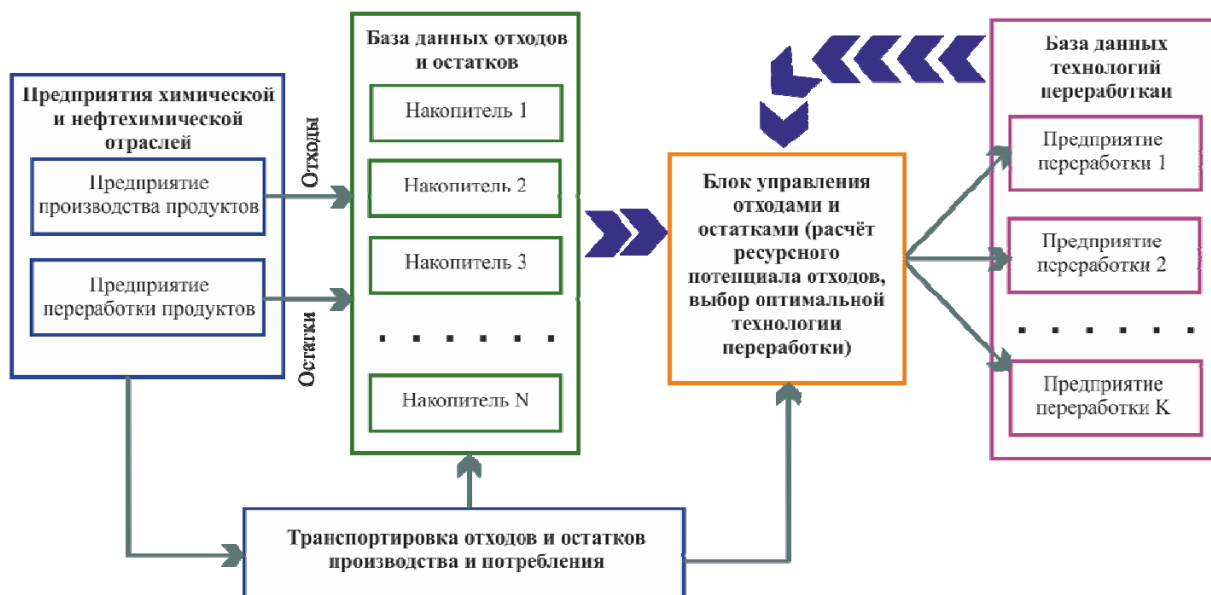 Предприятия химической
и нефтехимической
отраслей
Предприятие
производства продуктов
Предприятие
переработки продуктов
Отходы
Остатки
База данных отходов
и остатков
Накопитель 1
Накопитель 2
Накопитель 3
. . . . . .
Накопитель N
Блок управления
отходами и
остатками (расчёт
ресурсного
потенциала отходов,
выбор оптимальной
технологии
переработки)
База данных
технологий
переработкаи
Предприятие
переработки 1
Предприятие
переработки 2
. . . . . .
Предприятие
переработки K
Транспортировка отходов и остатков
производства и потребления